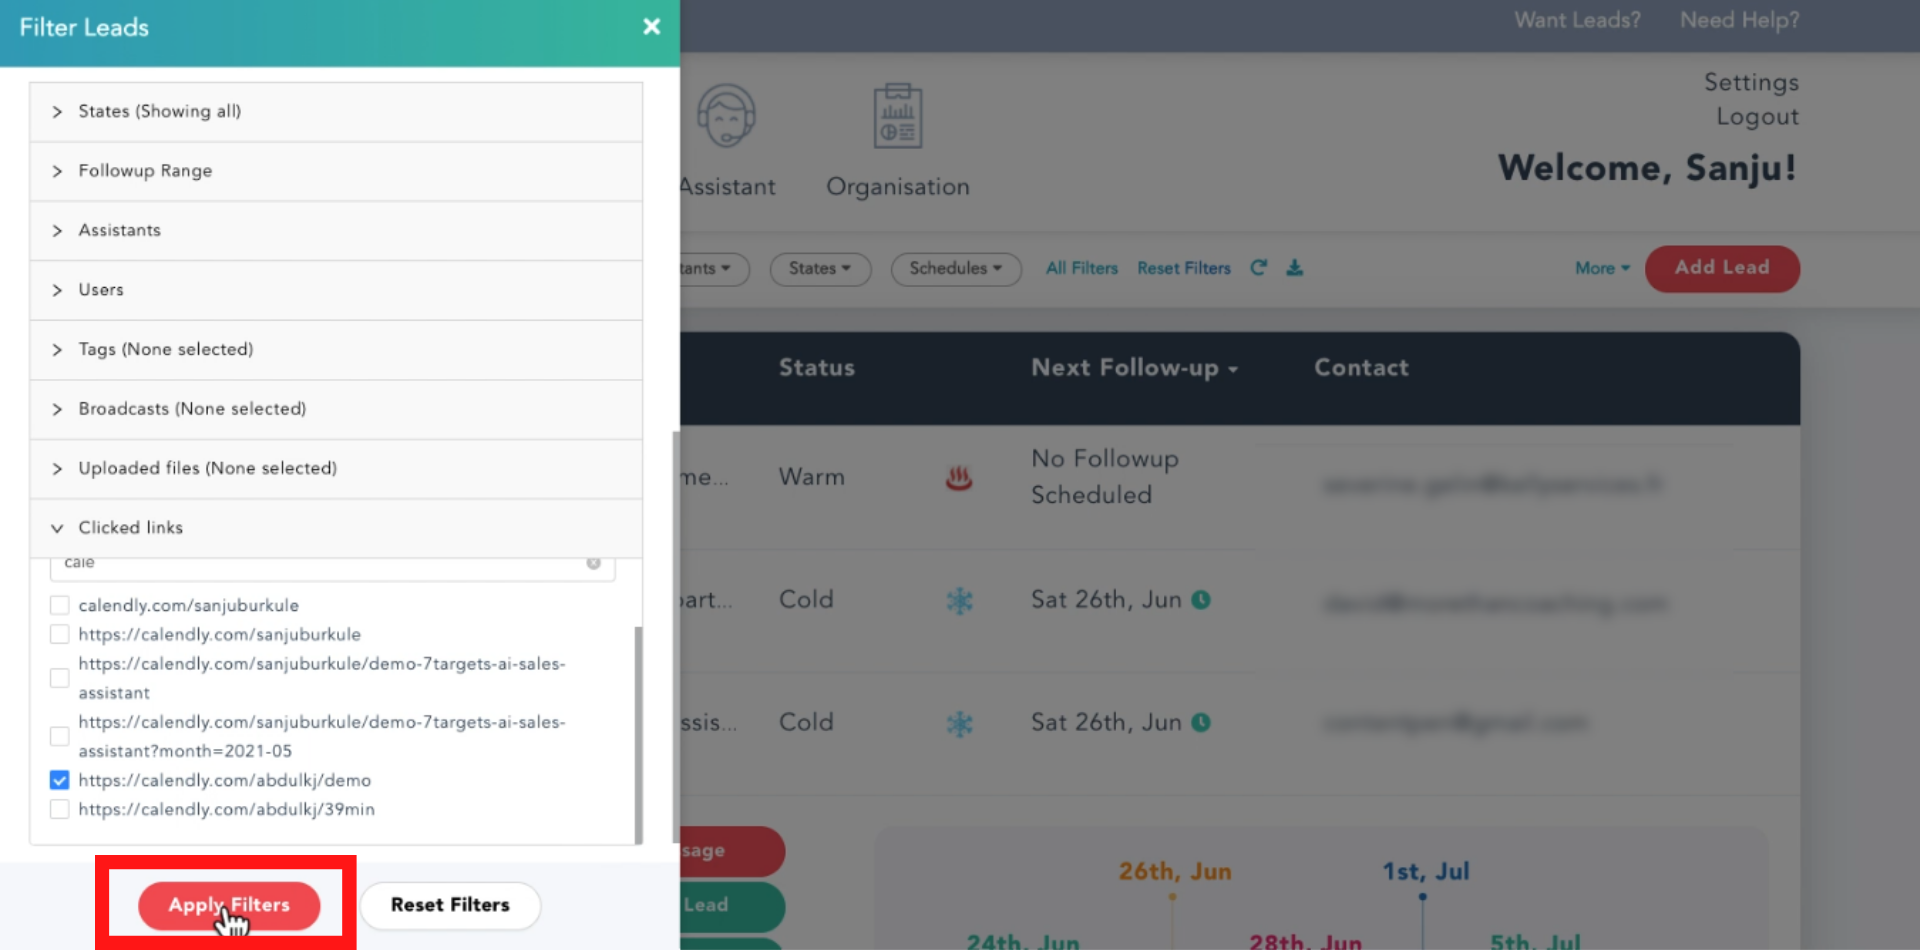 Filter Leads
States (Showing all)
Followup Range
Assistants
Users
Tags (None selected)
Broadcasts (None selected)
Uploaded files (None selected)
Clicked links
cale
calendly.com/sanjuburkule
https://calendly.com/sanjuburkule
https://calendly.com/sanjuburkule/demo-7targets-ai-sales-
assistant
https://calendly.com/sanjuburkule/demo-7targets-ai-sales-
assistant?month=2021-05
https://calendly.com/abdulkj/demo
https://calendly.com/abdulkj/39min
Apply Filters
Reset Filters
Want Leads?
Need Help?
Settings
Logout
Welcome, Sanju!
Assistant
Organisation
tants
States
Schedules
All Filters
Reset Filters
More
Add Lead
Status
Next Follow-up
Contact
me...
Warm
No Followup
Scheduled
part...
Cold
Sat 26th, Jun
ssis...
Cold
Sat 26th, Jun
sage
Lead
26th, Jun
1st, Jul
24th, Jun
28th, Jun
5th, Jul